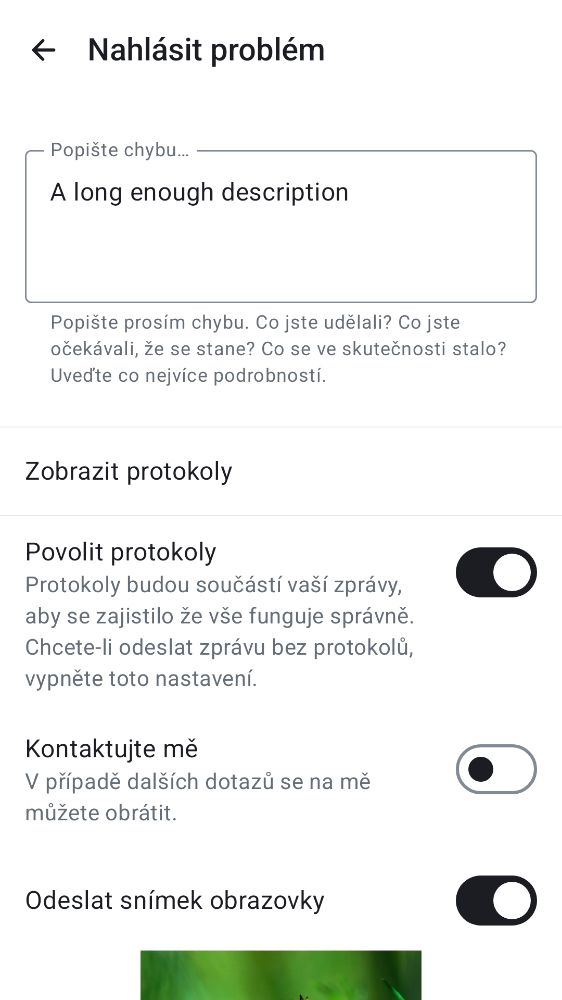 Nahlásit problém
Popište chybu…
A long enough description
Popište prosím chybu. Co jste udělali? Co jste
očekávali, že se stane? Co se ve skutečnosti stalo?
Uveďte co nejvíce podrobností.
Zobrazit protokoly
Povolit protokoly
Protokoly budou součástí vaší zprávy,
aby se zajistilo že vše funguje správně.
Chcete-li odeslat zprávu bez protokolů,
vypněte toto nastavení.
Kontaktujte mě
V případě dalších dotazů se na mě
můžete obrátit.
Odeslat snímek obrazovky